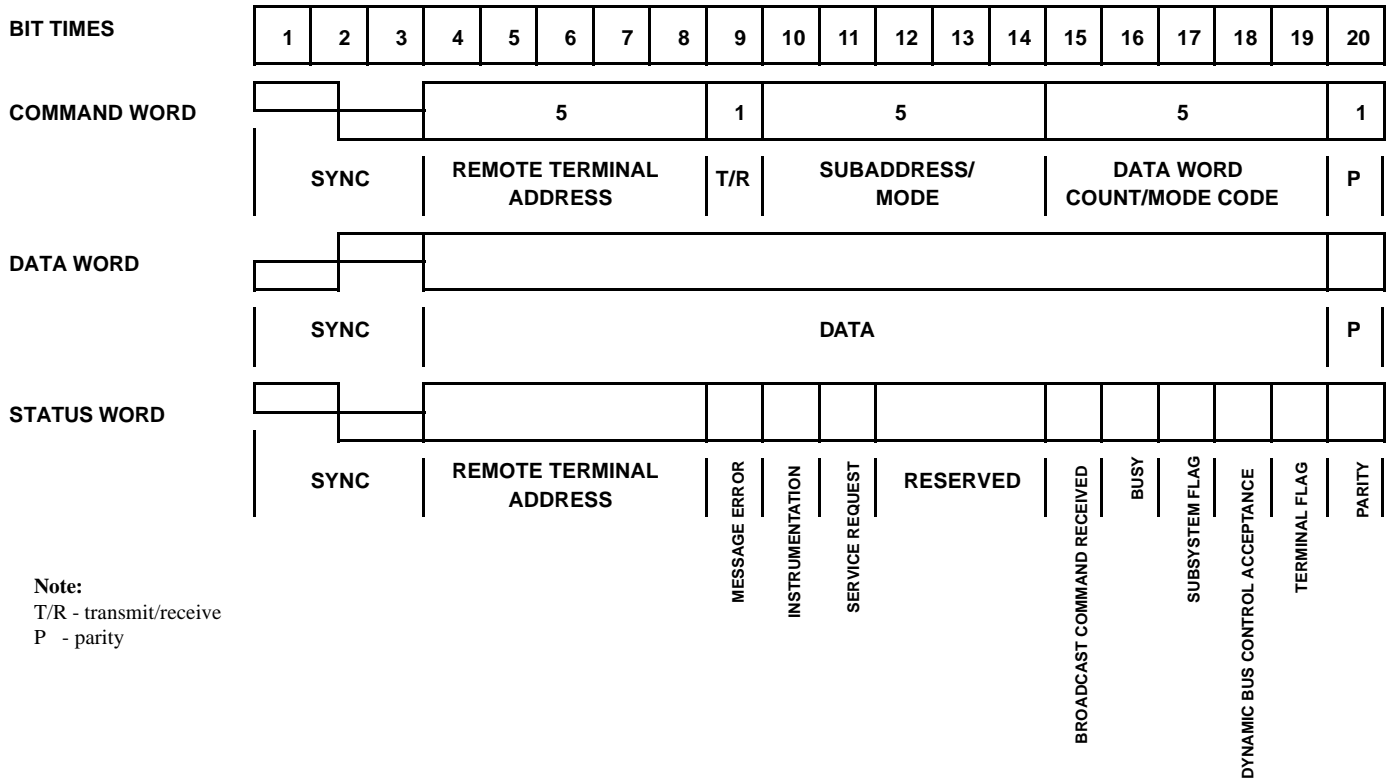 BIT TIMES 1 2 3 4 5 6 7 8 9 10 11 12 13 14 15 16 17 18 19 20
COMMAND WORD 5 1 5 5 1
SYNC REMOTE TERMINAL ADDRESS T/R SUBADDRESS/ MODE DATA WORD COUNT/MODE CODE P
DATA WORD
SYNC DATA P
STATUS WORD
SYNC REMOTE TERMINAL ADDRESS MESSAGE ERROR INSTRUMENTATION SERVICE REQUEST RESERVED BROADCAST COMMAND RECEIVED BUSY SUBSYSTEM FLAG DYNAMIC BUS CONTROL ACCEPTANCE TERMINAL FLAG PARITY
Note:
T/R - transmit/receive
P - parity